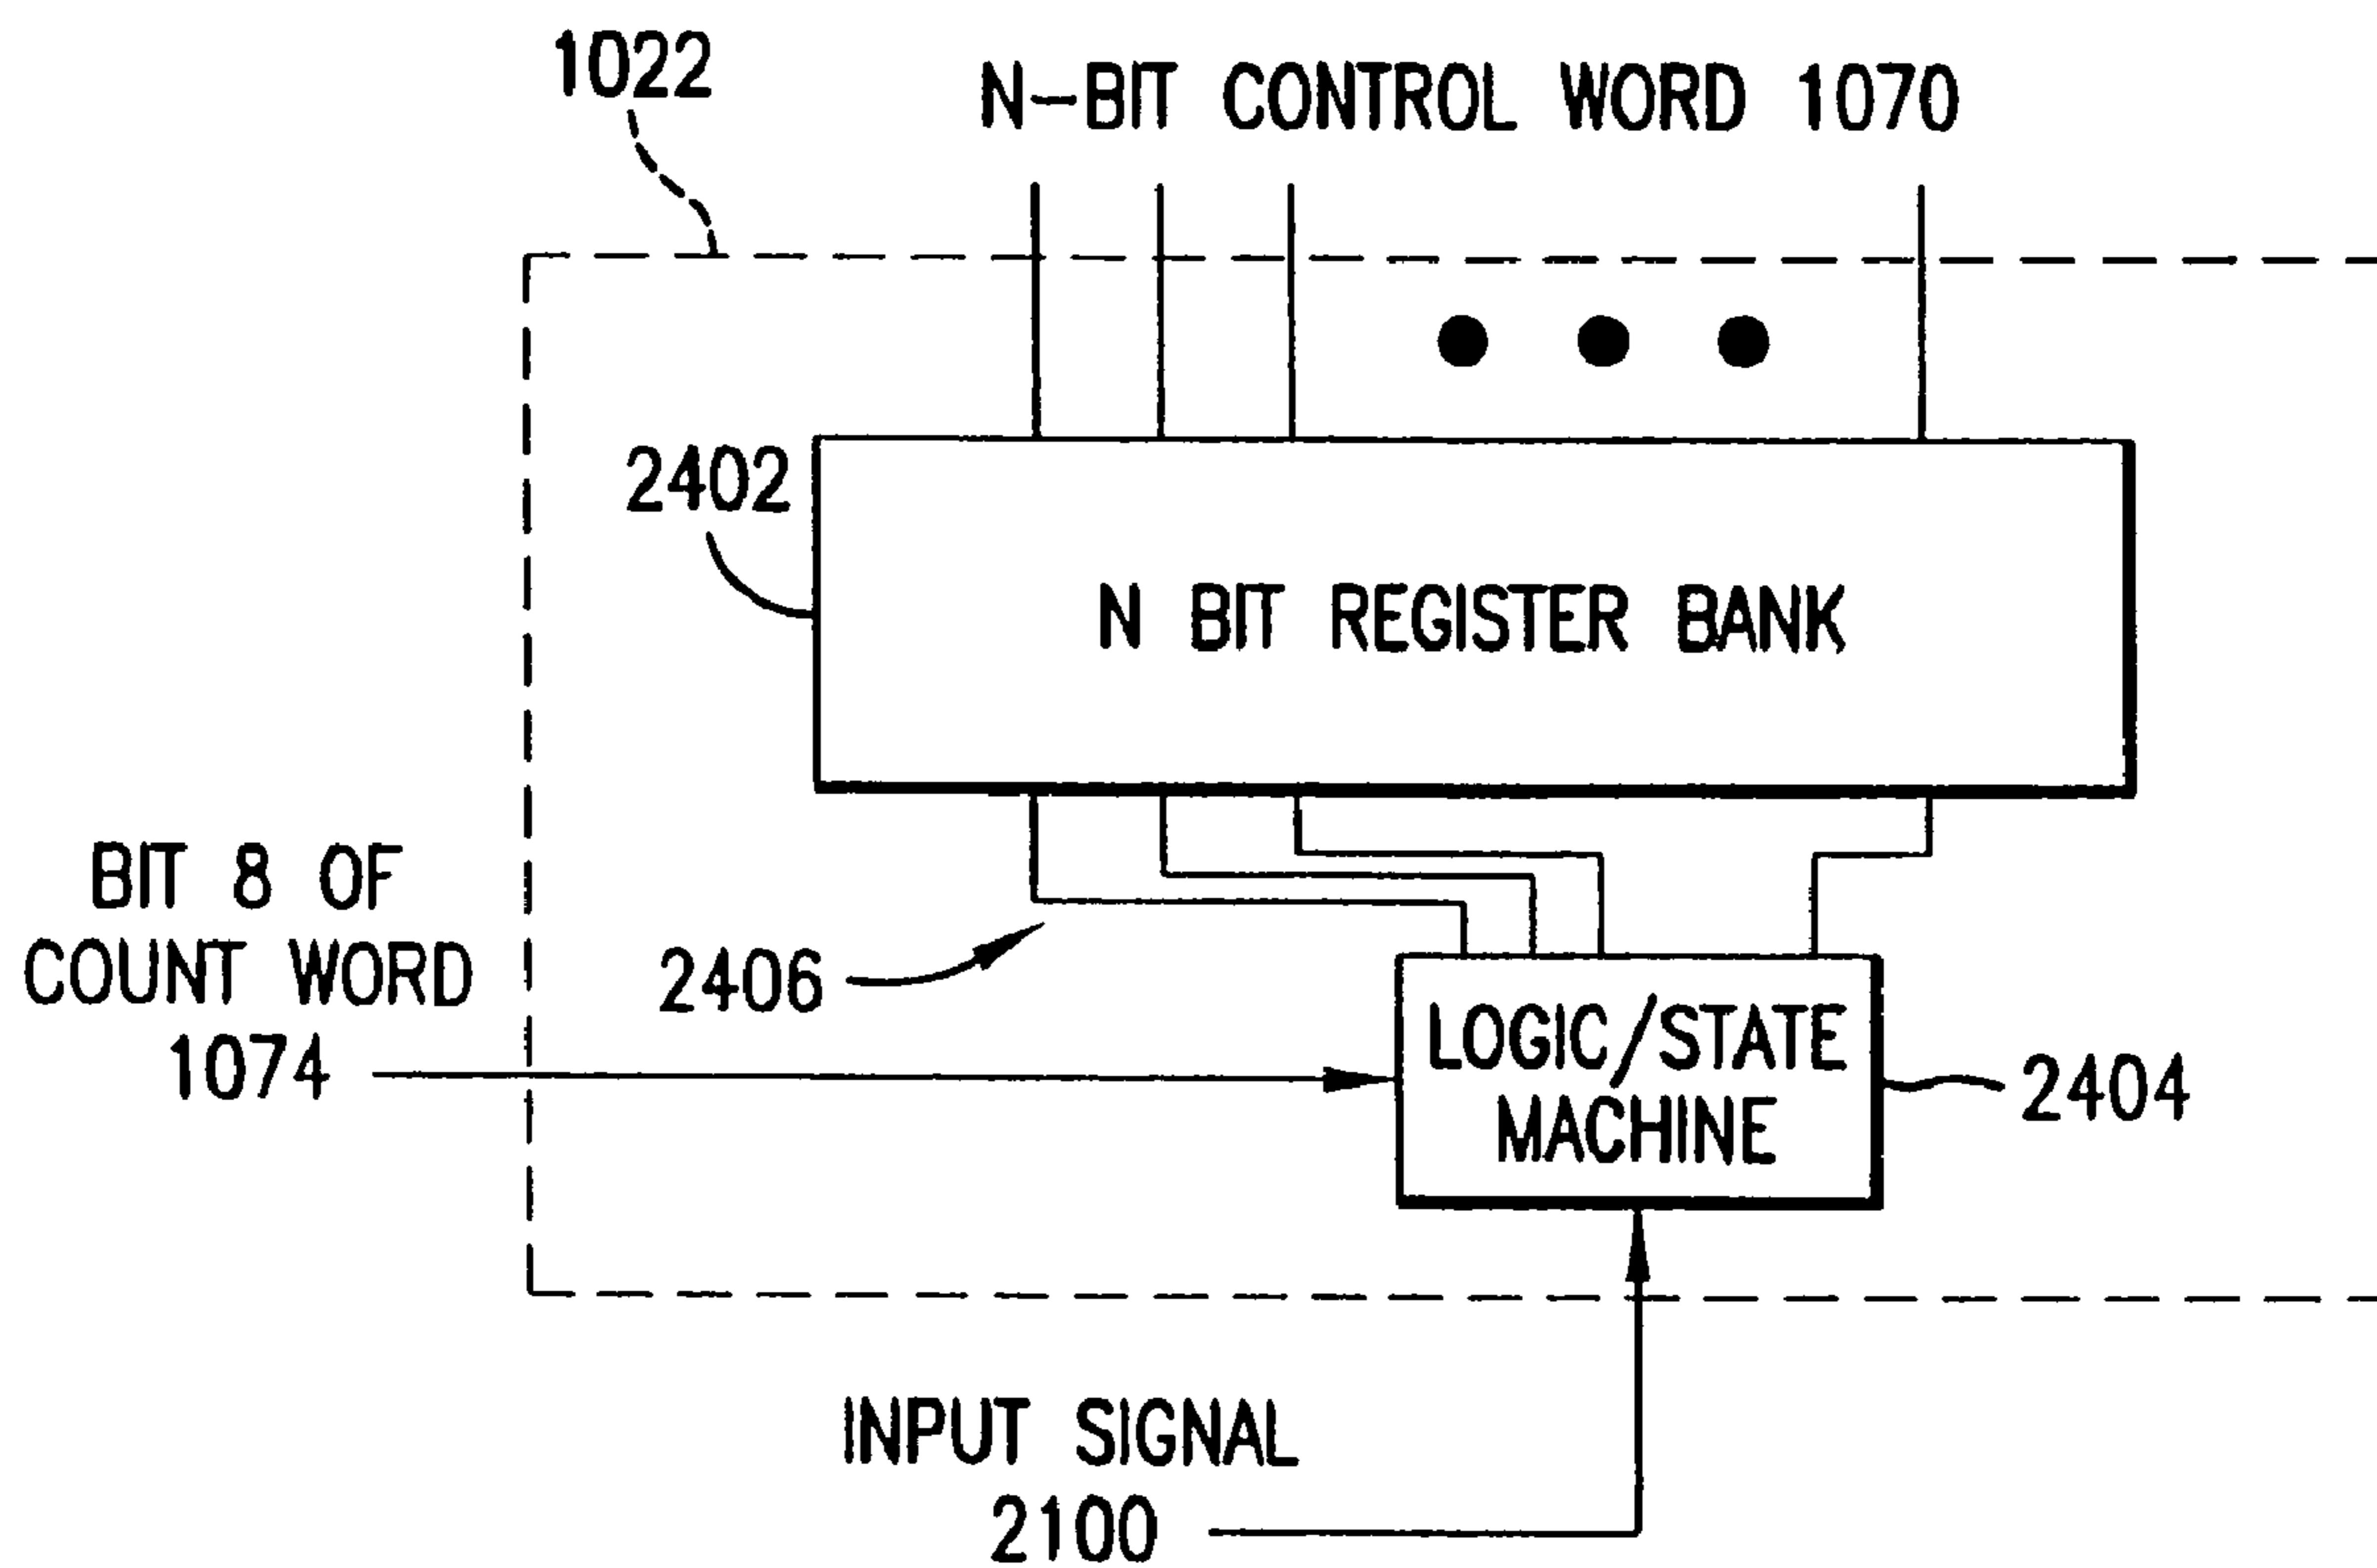 1022
N-BIT CONTROL WORD 1070
2402
N BIT REGISTER BANK
BIT 8 OF
COUNT WORD
1074
2406
LOGIC/STATE
MACHINE
2404
INPUT SIGNAL
2100